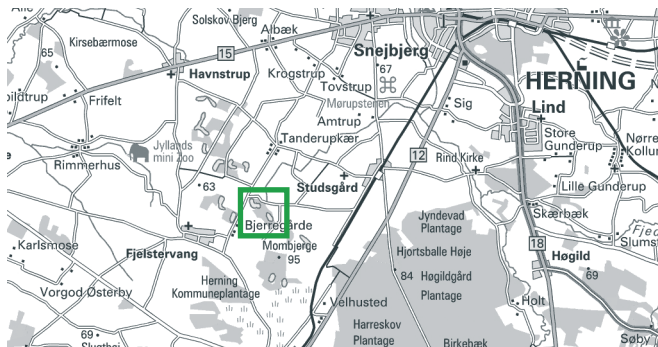 Solskov Bjerg
Albæk
Kirsebærmose
65
15
Snejbjerg
Havnstrup
Krogstrup
67
Tovstrup
HERNING
Mørupstenen
Frifelt
Amtrup
Sig
Lind
Tanderupkær
Store
Gunderup
Nørre
Kollun
Jyllands
mini Zoo
Rimmerhus
12
Rind Kirke
63
Studsgård
Lille Gunderup
Jyndevad
Plantage
Skærbæk
Bjerregårde
Karlsmose
Fjelstervang
Mombjerge
95
Hjortsballe Høje
18
Høgild
84
Høgildgård
Plantage
69
Herning
Kommuneplantage
Vorgod Østerby
Velhusted
Holt
69
Harreskov
Plantage
Birkebæk
Søby